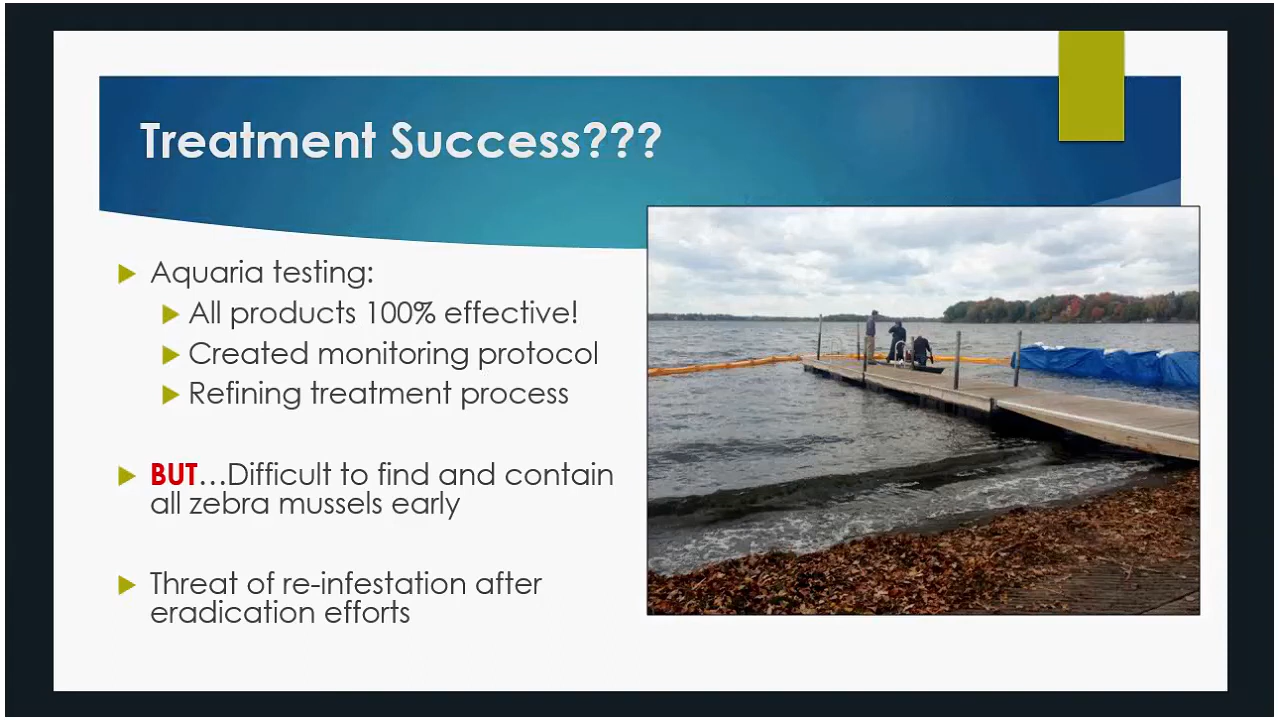 Treatment Success???
Aquaria testing:
All products 100% effective!
Created monitoring protocol
Refining treatment process
BUT…Difficult to find and contain
all zebra mussels early
Threat of re-infestation after
eradication efforts